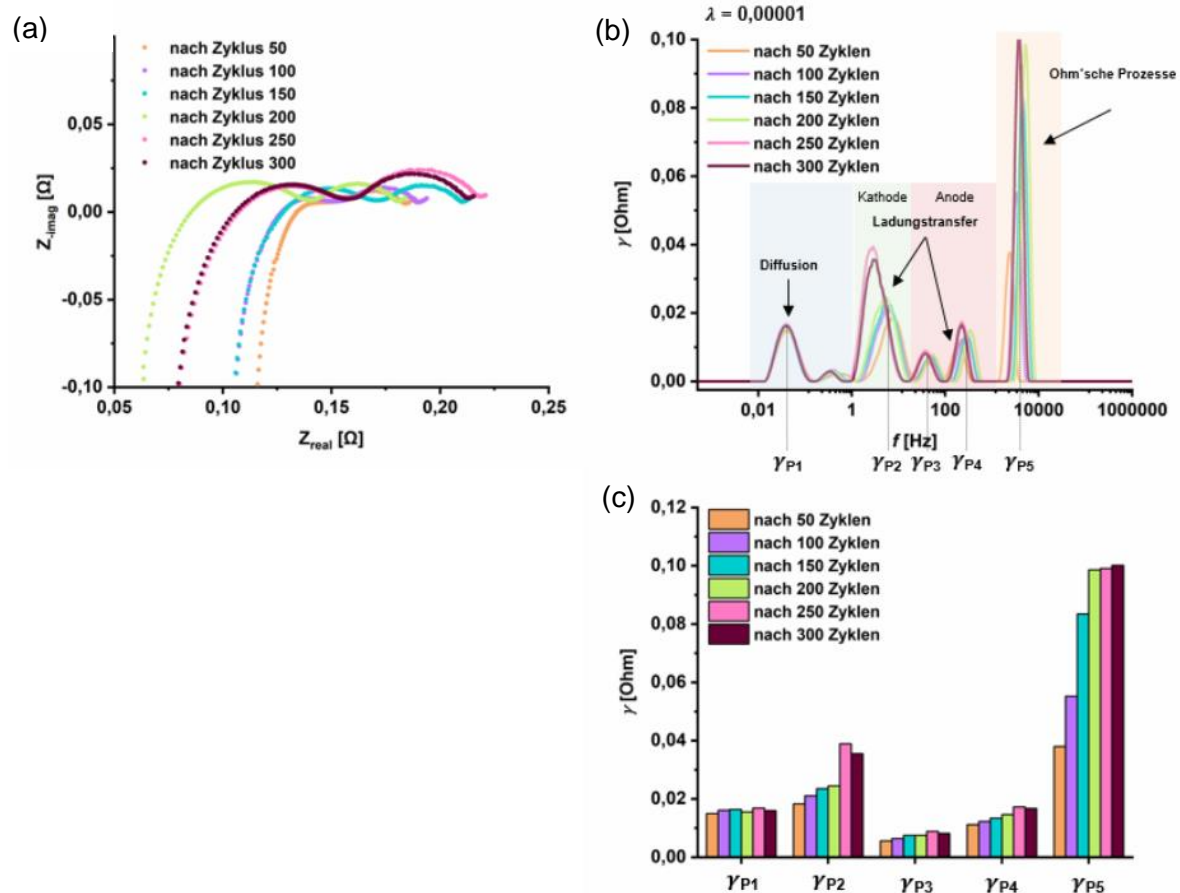 (a)
nach Zyklus 50
nach Zyklus 100
nach Zyklus 150
nach Zyklus 200
nach Zyklus 250
nach Zyklus 300
Z-imag [Ω]
0,05
0,00
-0,05
-0,10
0,05
0,10
0,15
0,20
0,25
Zreal [Ω]
(b)
λ = 0,00001
nach 50 Zyklen
nach 100 Zyklen
nach 150 Zyklen
nach 200 Zyklen
nach 250 Zyklen
nach 300 Zyklen
Ohm'sche Prozesse
Kathode
Anode
Ladungstransfer
Diffusion
γ [Ohm]
0,10
0,08
0,06
0,04
0,02
0,00
0,01
1
100
10000
1000000
f [Hz]
γP1
γP2
γP3
γP4
γP5
(c)
nach 50 Zyklen
nach 100 Zyklen
nach 150 Zyklen
nach 200 Zyklen
nach 250 Zyklen
nach 300 Zyklen
γ [Ohm]
0,12
0,10
0,08
0,06
0,04
0,02
0,00
γP1
γP2
γP3
γP4
γP5